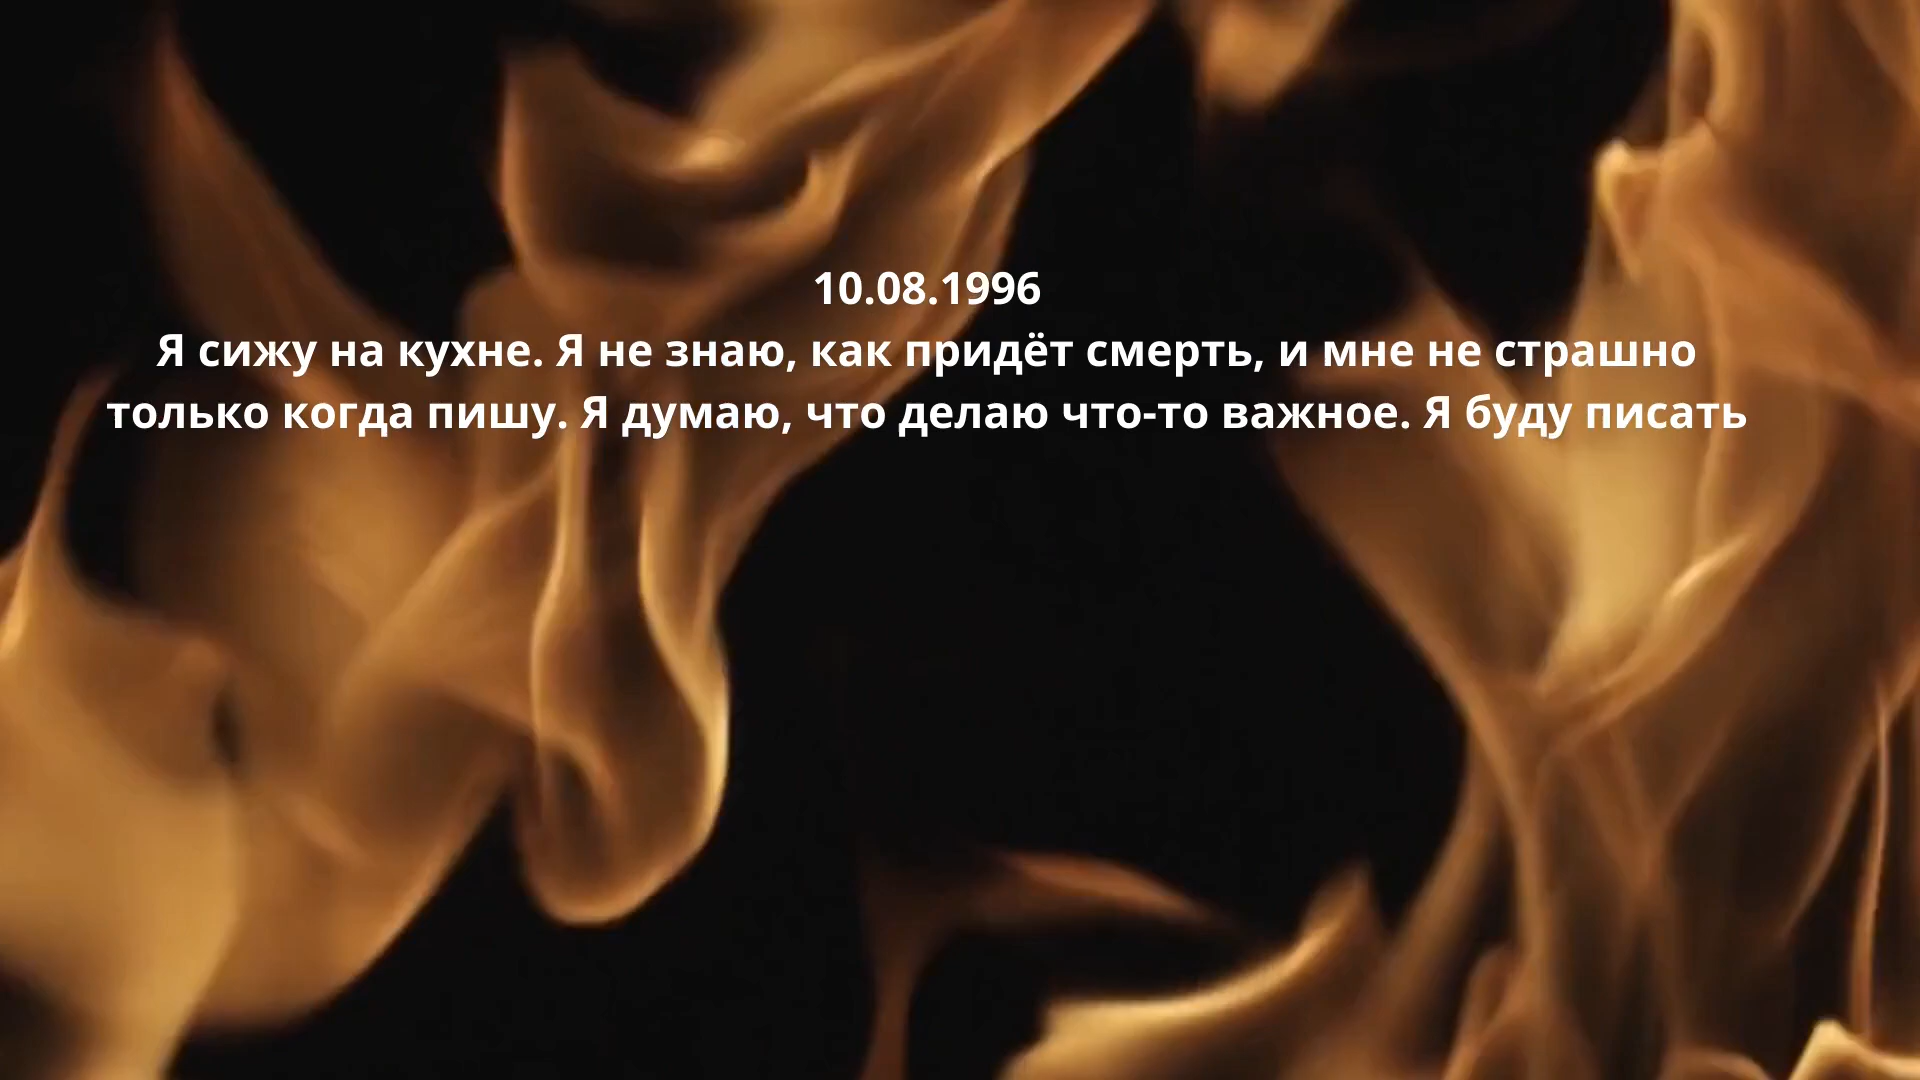 10.08.1996
Я сижу на кухне. Я не знаю, как придёт смерть, и мне не страшно
только когда пишу. Я думаю, что делаю что-то важное. Я буду писать